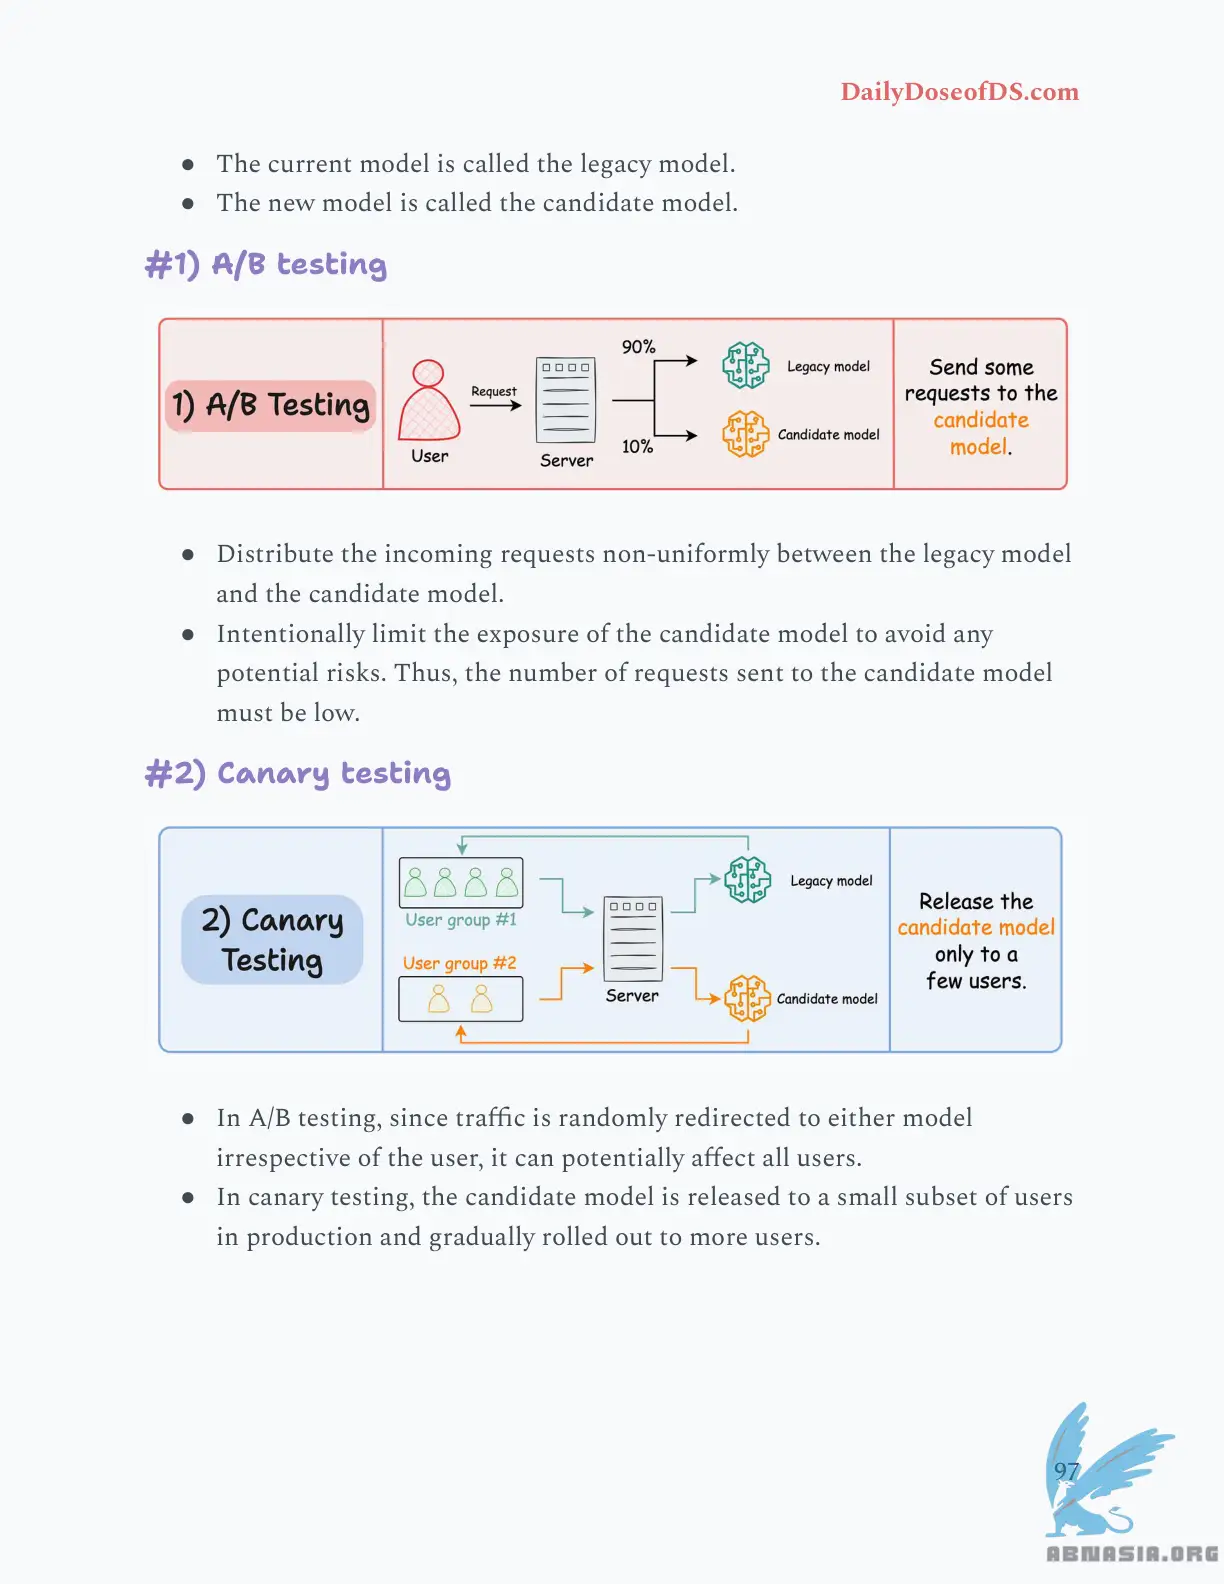 DailyDoseofDS.com
● The current model is called the legacy model.
● The new model is called the candidate model.
#1) A/B testing
1) A/B Testing
User
Request
Server
90%
10%
Legacy model
Candidate model
Send some
requests to the
candidate
model.
● Distribute the incoming requests non-uniformly between the legacy model
and the candidate model.
● Intentionally limit the exposure of the candidate model to avoid any
potential risks. Thus, the number of requests sent to the candidate model
must be low.
#2) Canary testing
2) Canary
Testing
User group #1
User group #2
Server
Legacy model
Candidate model
Release the
candidate model
only to a
few users.
● In A/B testing, since traffic is randomly redirected to either model
irrespective of the user, it can potentially affect all users.
● In canary testing, the candidate model is released to a small subset of users
in production and gradually rolled out to more users.
97
ABNASIA.ORG